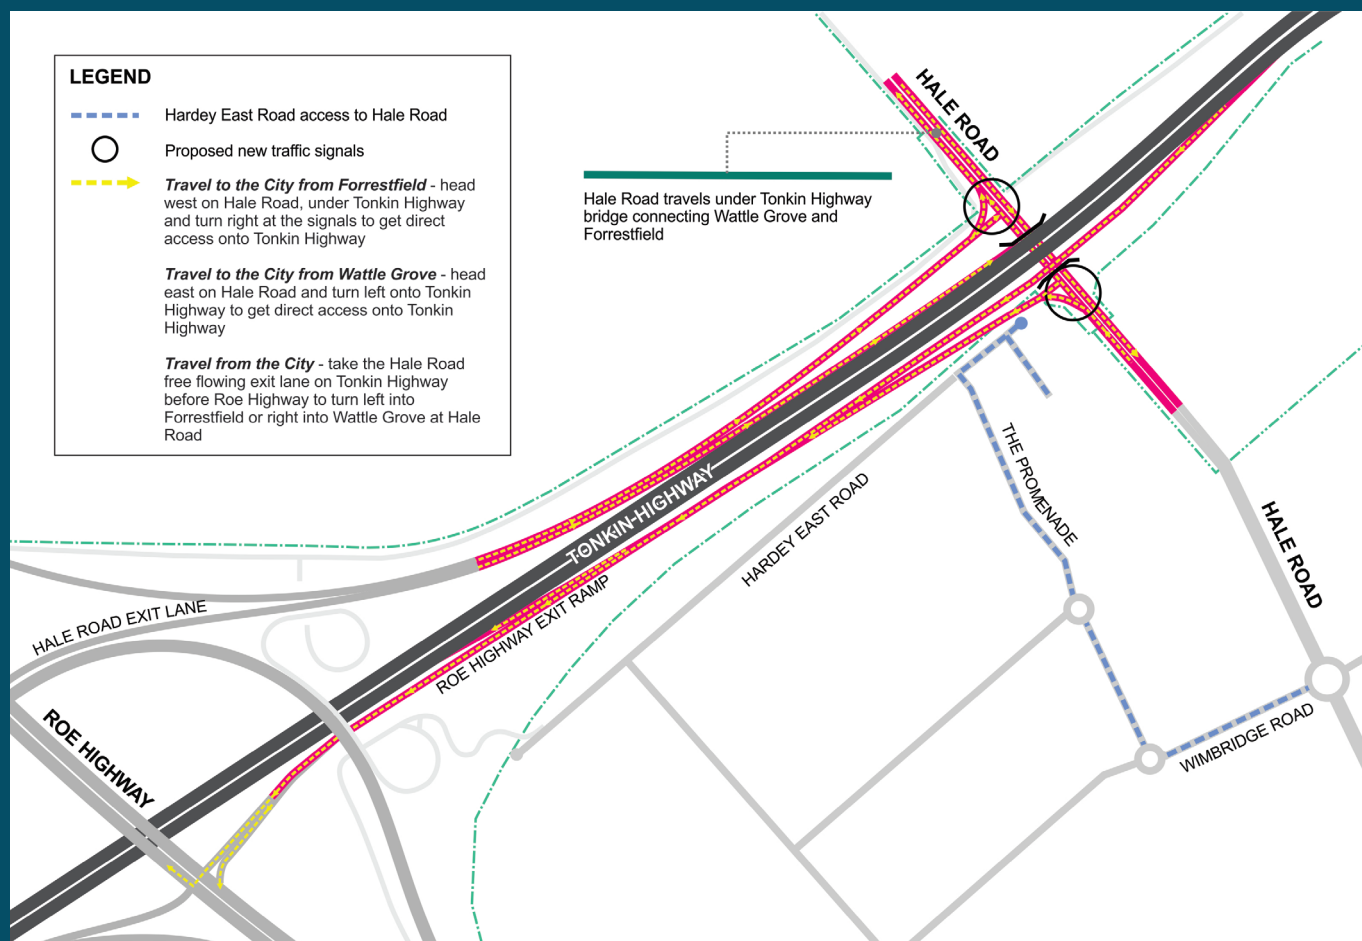 LEGEND
Hardey East Road access to Hale Road
Proposed new traffic signals
Travel to the City from Forrestfield - head
west on Hale Road, under Tonkin Highway
and turn right at the signals to get direct
access onto Tonkin Highway
Travel to the City from Wattle Grove - head
east on Hale Road and turn left onto Tonkin
Highway to get direct access onto Tonkin
Highway
Travel from the City - take the Hale Road
free flowing exit lane on Tonkin Highway
before Roe Highway to turn left into
Forrestfield or right into Wattle Grove at Hale
Road
HALE ROAD
Hale Road travels under Tonkin Highway
bridge connecting Wattle Grove and
Forrestfield
TONKIN HIGHWAY
HARDEY EAST ROAD
THE PROMENADE
HALE ROAD
ROE HIGHWAY EXIT RAMP
HALE ROAD EXIT LANE
ROE HIGHWAY
WIMBRIDGE ROAD